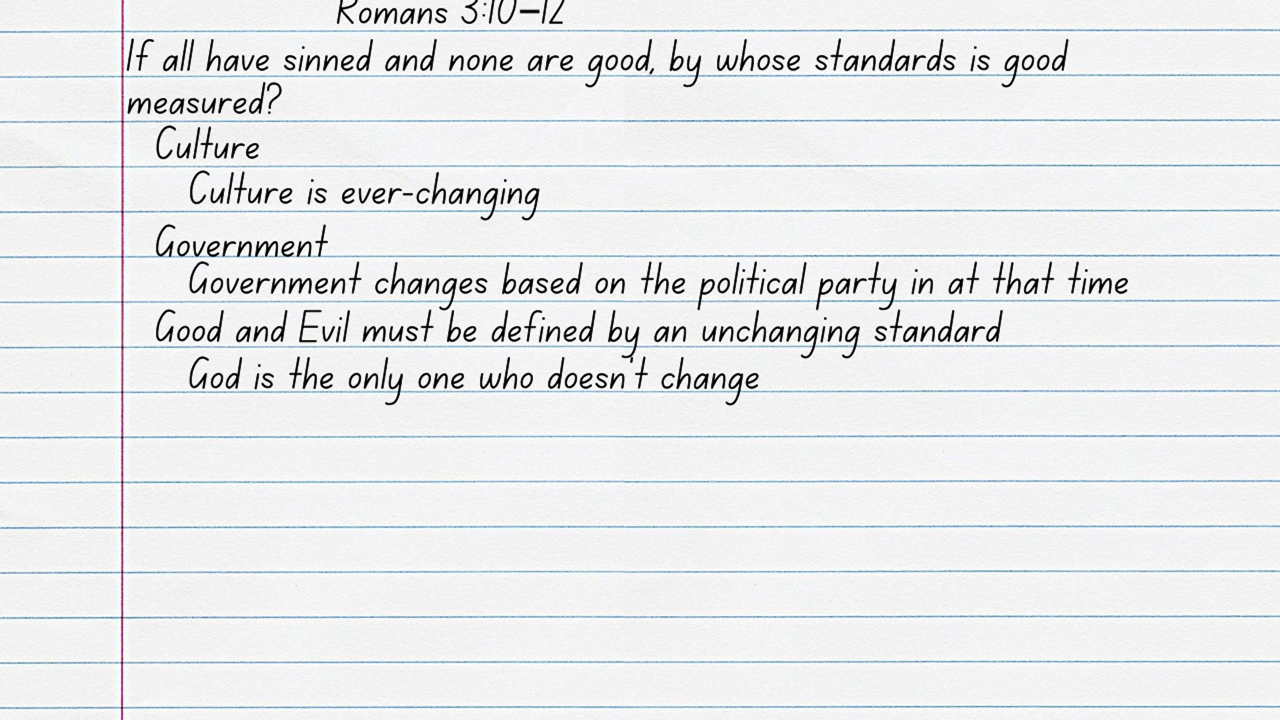 Romans 3:10–12
If all have sinned and none are good, by whose standards is good
measured?
Culture
Culture is ever-changing
Government
Government changes based on the political party in at that time
Good and Evil must be defined by an unchanging standard
God is the only one who doesn't change